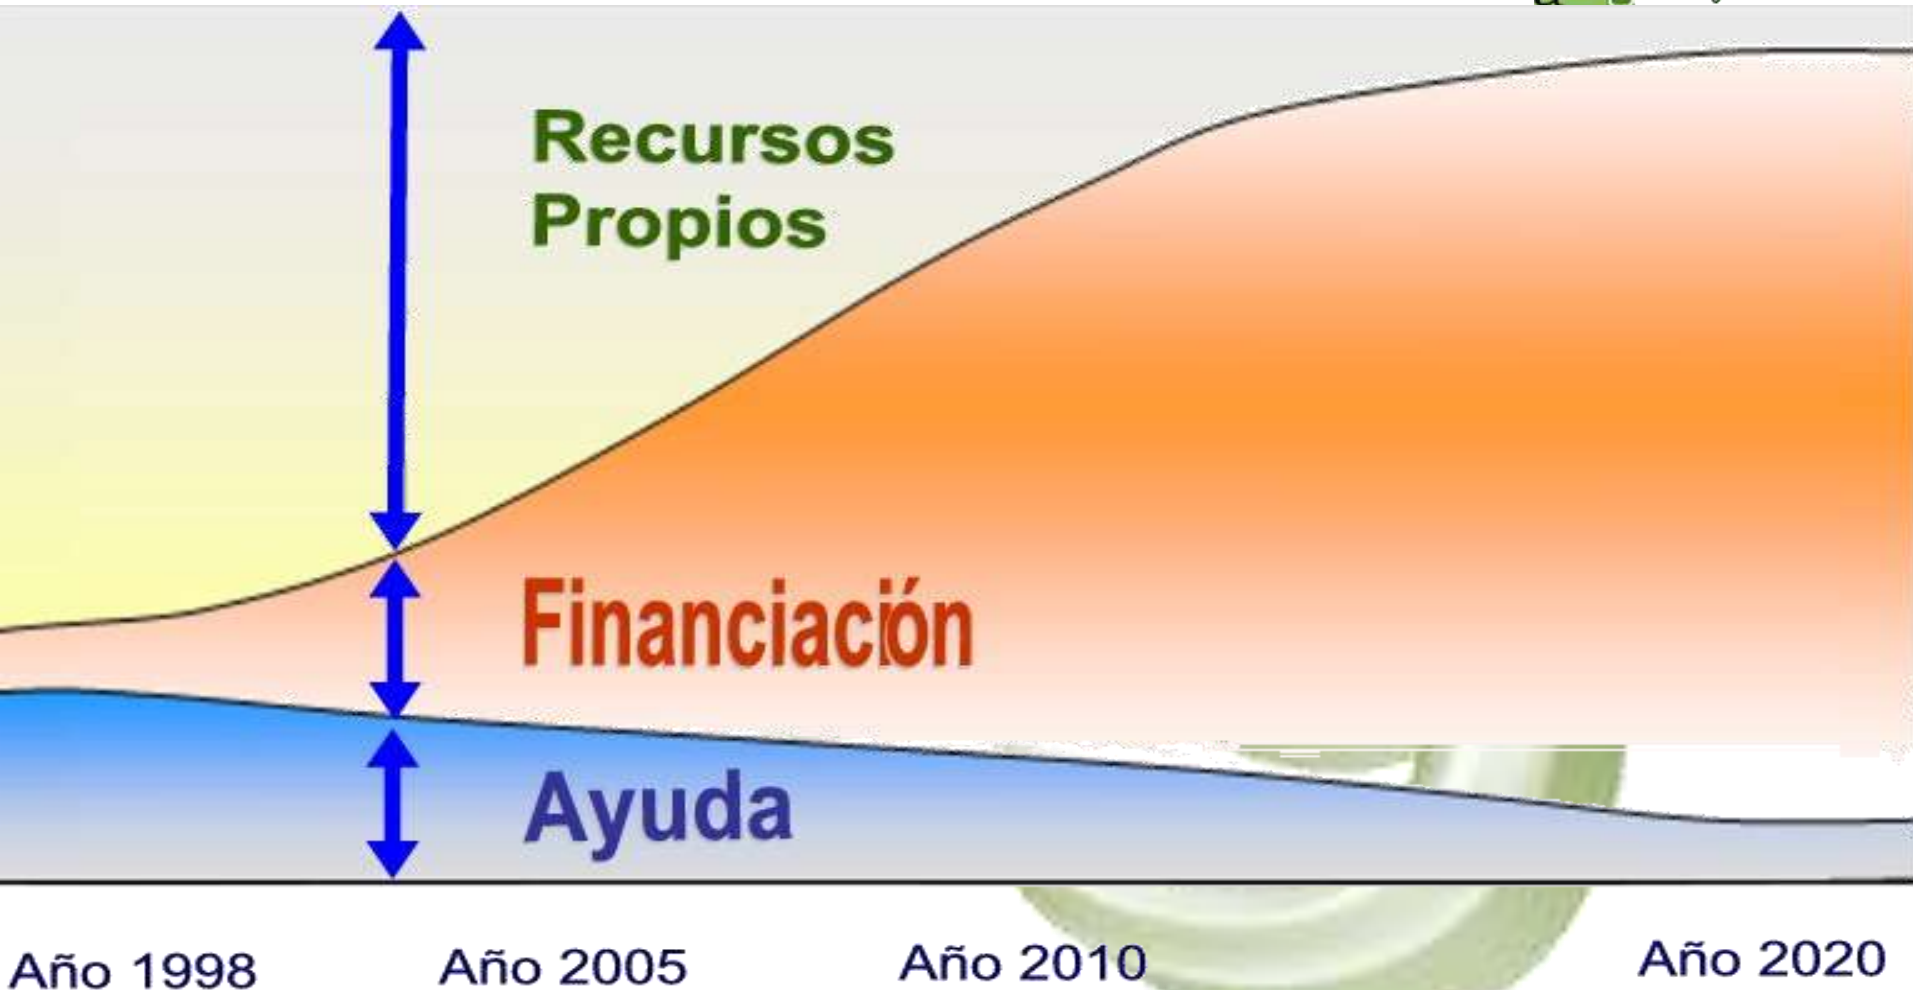 Recursos
Propios
Financiación
Ayuda
Año 1998
Año 2005
Año 2010
Año 2020